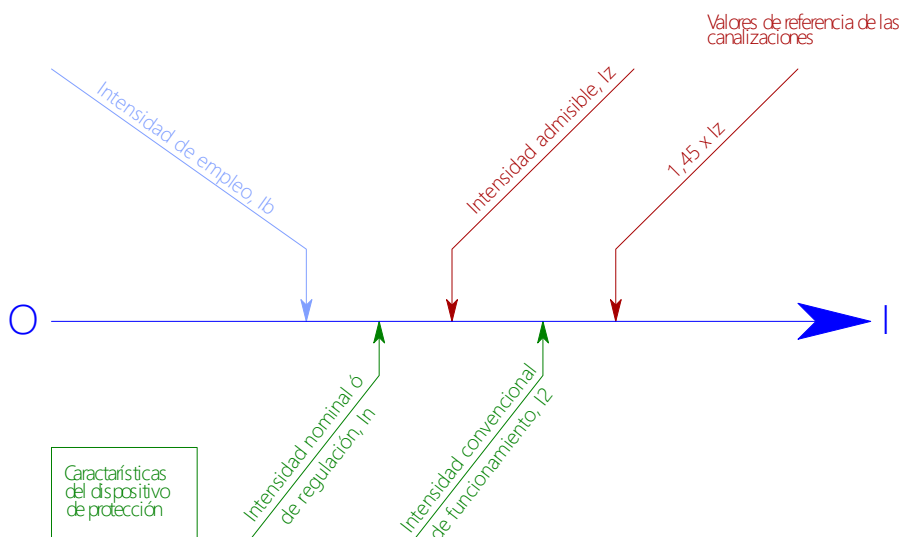 Valores de referencia de las
canalizaciones
Intensidad de empleo, Ib
Intensidad admisible, Iz
1,45 x Iz
O
I
Intensidad nominal ó
de regulación, In
Intensidad convencional
de funcionamiento, I2
Caractarísticas
del dispositivo
de protección